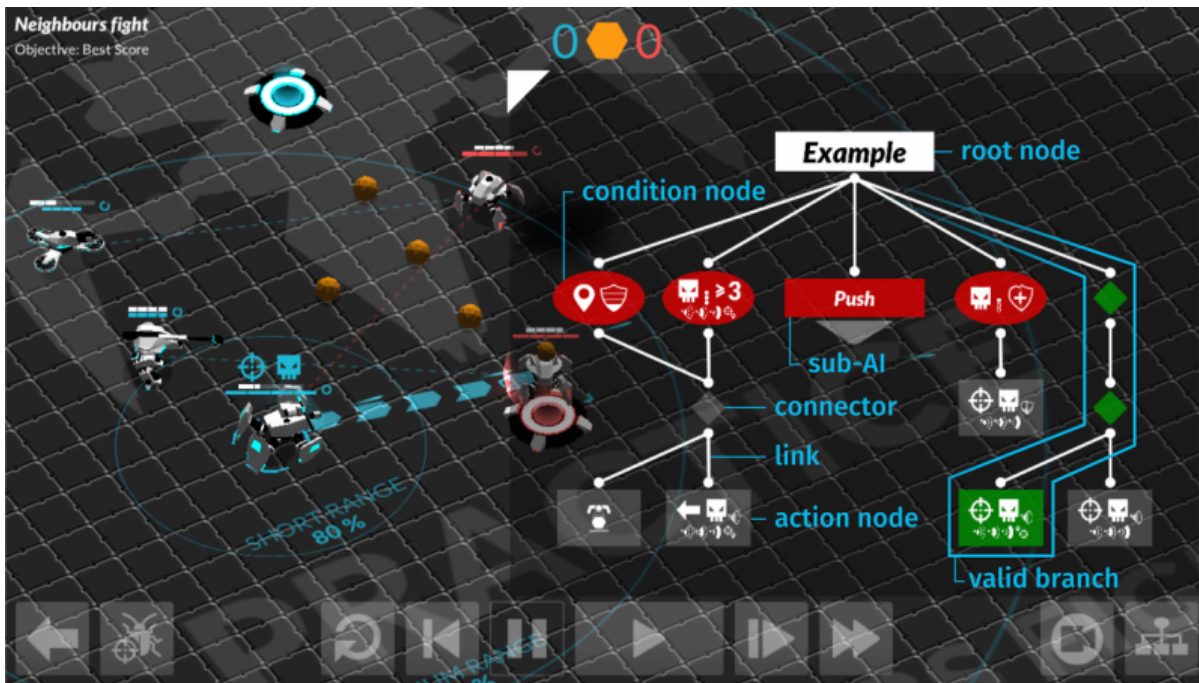 Neighbours fight
Objective: Best Score
0 0
Example
root node
condition node
≥3
Push
sub-AI
connector
link
action node
valid branch
SHORT RANGE
80 %
PRACTICE